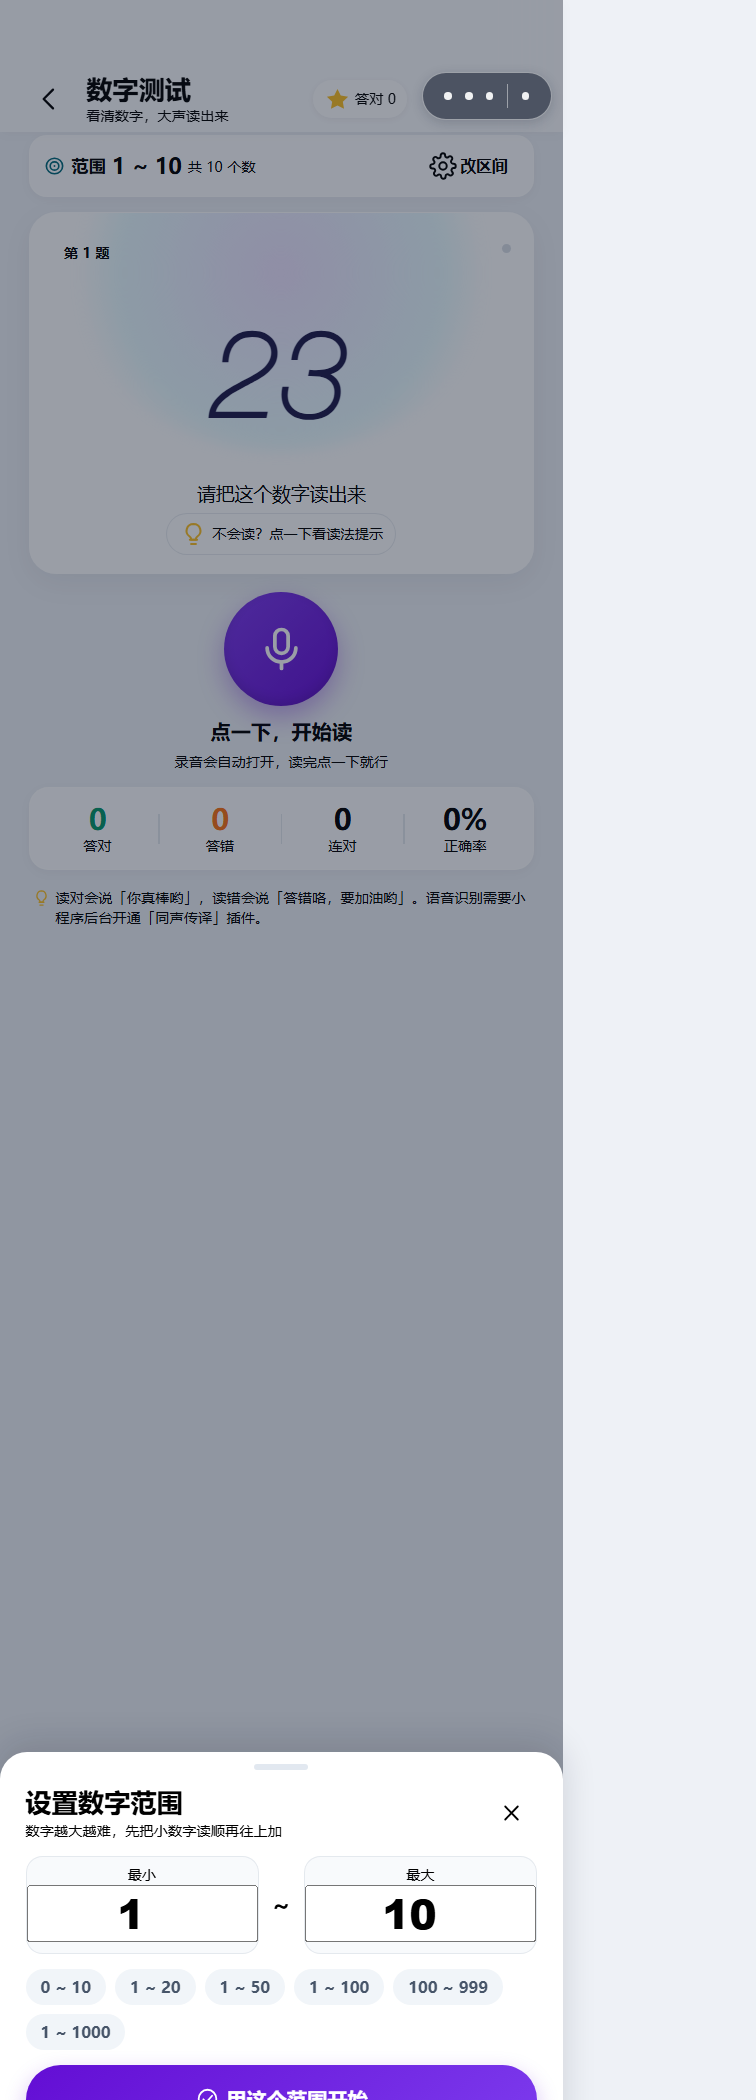 数字测试
看清数字，大声读出来
答对 0
范围 1 ~ 10 共 10 个数
改区间
第 1 题
23
请把这个数字读出来
不会读？点一下看读法提示
点一下，开始读
录音会自动打开，读完点一下就行
0 0 0 0%
答对 答错 连对 正确率
读对会说「你真棒哟」，读错会说「答错咯，要加油哟」。语音识别需要小
程序后台开通「同声传译」插件。
设置数字范围
数字越大越难，先把小数字读顺再往上加
最小 最大
1 ~ 10
0 ~ 10 1 ~ 20 1 ~ 50 1 ~ 100 100 ~ 999
1 ~ 1000
用这个范围开始